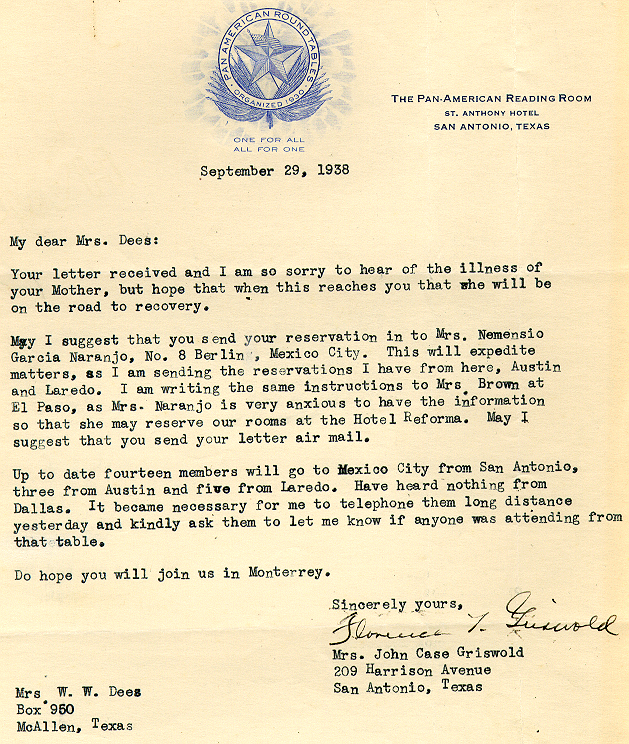 PAN AMERICAN ROUND TABLES
ORGANIZED 1930
ONE FOR ALL
ALL FOR ONE
THE PAN-AMERICAN READING ROOM
ST. ANTHONY HOTEL
SAN ANTONIO, TEXAS
September 29, 1938
My dear Mrs. Dees:
Your letter received and I am so sorry to hear of the illness of
your Mother, but hope that when this reaches you that she will be
on the road to recovery.
May I suggest that you send your reservation in to Mrs. Nemensio
Garcia Naranjo, No. 8 Berlin , Mexico City. This will expedite
matters, as I am sending the reservations I have from here, Austin
and Laredo. I am writing the same instructions to Mrs. Brown at
El Paso, as Mrs. Naranjo is very anxious to have the information
so that she may reserve our rooms at the Hotel Reforma. May I
suggest that you send your letter air mail.
Up to date fourteen members will go to Mexico City from San Antonio,
three from Austin and five from Laredo. Have heard nothing from
Dallas. It became necessary for me to telephone them long distance
yesterday and kindly ask them to let me know if anyone was attending from
that table.
Do hope you will join us in Monterrey.
Sincerely yours,
Florence T. Griswold
Mrs. John Case Griswold
209 Harrison Avenue
San Antonio, Texas
Mrs W. W. Dees
Box 950
McAllen, Texas